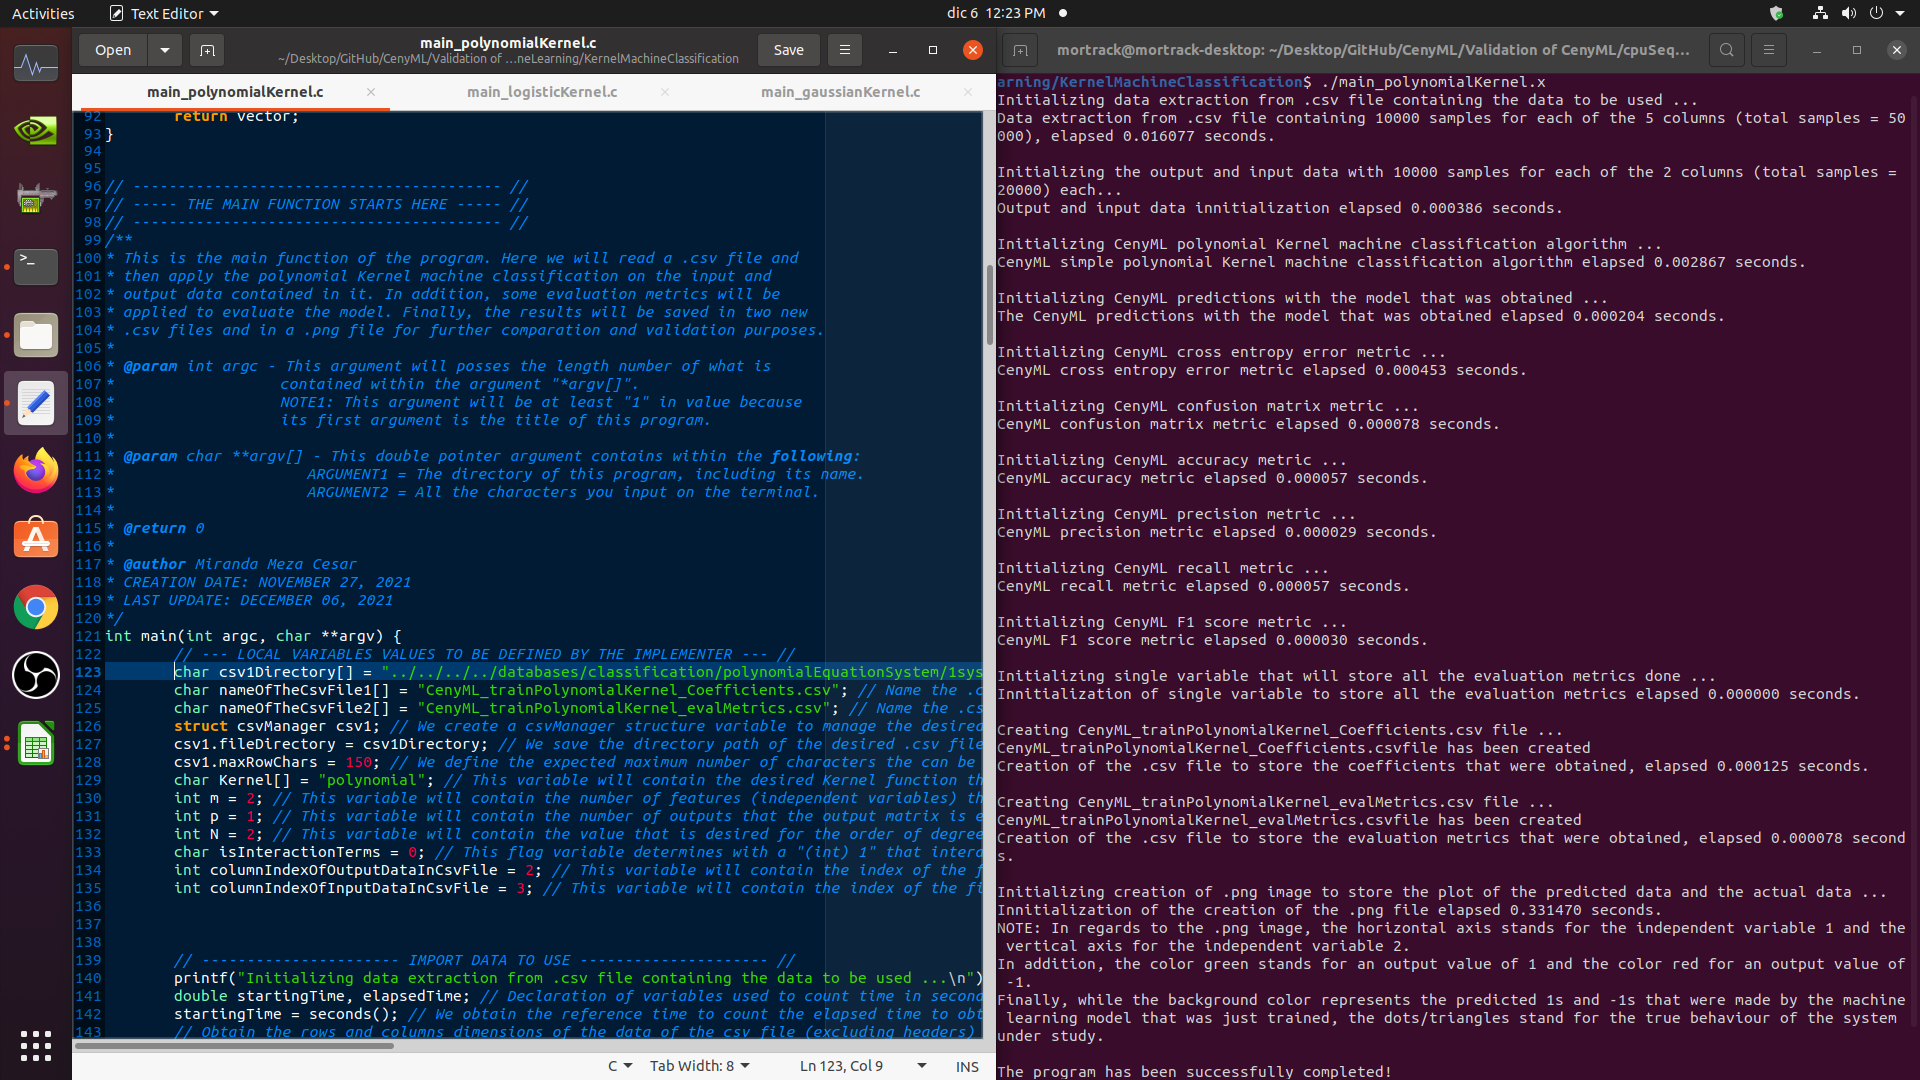 Activities
Text Editor
dic 6 12:23 PM
Open
main_polynomialKernel.c
~/Desktop/GitHub/CenyML/Validation of ...neLearning/KernelMachineClassification
Save
main_polynomialKernel.c
main_logisticKernel.c
main_gaussianKernel.c
92 return vector;
93 }
94
95
96 // ----------------------------------------- //
97 // ----- THE MAIN FUNCTION STARTS HERE ----- //
98 // ----------------------------------------- //
99 /**
100 * This is the main function of the program. Here we will read a .csv file and
101 * then apply the polynomial Kernel machine classification on the input and
102 * output data contained in it. In addition, some evaluation metrics will be
103 * applied to evaluate the model. Finally, the results will be saved in two new
104 * .csv files and in a .png file for further comparation and validation purposes.
105 *
106 * @param int argc - This argument will posses the length number of what is
107 * contained within the argument "*argv[]".
108 * NOTE1: This argument will be at least "1" in value because
109 * its first argument is the title of this program.
110 *
111 * @param char **argv[] - This double pointer argument contains within the following:
112 * ARGUMENT1 = The directory of this program, including its name.
113 * ARGUMENT2 = All the characters you input on the terminal.
114 *
115 * @return 0
116 *
117 * @author Miranda Meza Cesar
118 * CREATION DATE: NOVEMBER 27, 2021
119 * LAST UPDATE: DECEMBER 06, 2021
120 */
121 int main(int argc, char **argv) {
122 // --- LOCAL VARIABLES VALUES TO BE DEFINED BY THE IMPLEMENTER --- //
123 char csv1Directory[] = "../../../../databases/classification/polynomialEquationSystem/1sys
124 char nameOfTheCsvFile1[] = "CenyML_trainPolynomialKernel_Coefficients.csv"; // Name the .c
125 char nameOfTheCsvFile2[] = "CenyML_trainPolynomialKernel_evalMetrics.csv"; // Name the .cs
126 struct csvManager csv1; // We create a csvManager structure variable to manage the desired
127 csv1.fileDirectory = csv1Directory; // We save the directory path of the desired .csv file
128 csv1.maxRowChars = 150; // We define the expected maximum number of characters the can be
129 char Kernel[] = "polynomial"; // This variable will contain the desired Kernel function th
130 int m = 2; // This variable will contain the number of features (independent variables) th
131 int p = 1; // This variable will contain the number of outputs that the output matrix is e
132 int N = 2; // This variable will contain the value that is desired for the order of degree
133 char isInteractionTerms = 0; // This flag variable determines with a "(int) 1" that intera
134 int columnIndexOfOutputDataInCsvFile = 2; // This variable will contain the index of the f
135 int columnIndexOfInputDataInCsvFile = 3; // This variable will contain the index of the fi
136
137
138
139 // ---------------------- IMPORT DATA TO USE --------------------- //
140 printf("Initializing data extraction from .csv file containing the data to be used ...\n")
141 double startingTime, elapsedTime; // Declaration of variables used to count time in second
142 startingTime = seconds(); // We obtain the reference time to count the elapsed time to obt
143 // Obtain the rows and columns dimensions of the data of the csv file (excluding headers)
C
Tab Width: 8
Ln 123, Col 9
INS
mortrack@mortrack-desktop: ~/Desktop/GitHub/CenyML/Validation of CenyML/cpuSeq...
arning/KernelMachineClassification$ ./main_polynomialKernel.x
Initializing data extraction from .csv file containing the data to be used ...
Data extraction from .csv file containing 10000 samples for each of the 5 columns (total samples = 50
000), elapsed 0.016077 seconds.
Initializing the output and input data with 10000 samples for each of the 2 columns (total samples =
20000) each...
Output and input data innitialization elapsed 0.000386 seconds.
Initializing CenyML polynomial Kernel machine classification algorithm ...
CenyML simple polynomial Kernel machine classification algorithm elapsed 0.002867 seconds.
Initializing CenyML predictions with the model that was obtained ...
The CenyML predictions with the model that was obtained elapsed 0.000204 seconds.
Initializing CenyML cross entropy error metric ...
CenyML cross entropy error metric elapsed 0.000453 seconds.
Initializing CenyML confusion matrix metric ...
CenyML confusion matrix metric elapsed 0.000078 seconds.
Initializing CenyML accuracy metric ...
CenyML accuracy metric elapsed 0.000057 seconds.
Initializing CenyML precision metric ...
CenyML precision metric elapsed 0.000029 seconds.
Initializing CenyML recall metric ...
CenyML recall metric elapsed 0.000057 seconds.
Initializing CenyML F1 score metric ...
CenyML F1 score metric elapsed 0.000030 seconds.
Initializing single variable that will store all the evaluation metrics done ...
Innitialization of single variable to store all the evaluation metrics elapsed 0.000000 seconds.
Creating CenyML_trainPolynomialKernel_Coefficients.csv file ...
CenyML_trainPolynomialKernel_Coefficients.csvfile has been created
Creation of the .csv file to store the coefficients that were obtained, elapsed 0.000125 seconds.
Creating CenyML_trainPolynomialKernel_evalMetrics.csv file ...
CenyML_trainPolynomialKernel_evalMetrics.csvfile has been created
Creation of the .csv file to store the evaluation metrics that were obtained, elapsed 0.000078 second
s.
Initializing creation of .png image to store the plot of the predicted data and the actual data ...
Innitialization of the creation of the .png file elapsed 0.331470 seconds.
NOTE: In regards to the .png image, the horizontal axis stands for the independent variable 1 and the
vertical axis for the independent variable 2.
In addition, the color green stands for an output value of 1 and the color red for an output value of
-1.
Finally, while the background color represents the predicted 1s and -1s that were made by the machine
learning model that was just trained, the dots/triangles stand for the true behaviour of the system
under study.
The program has been successfully completed!